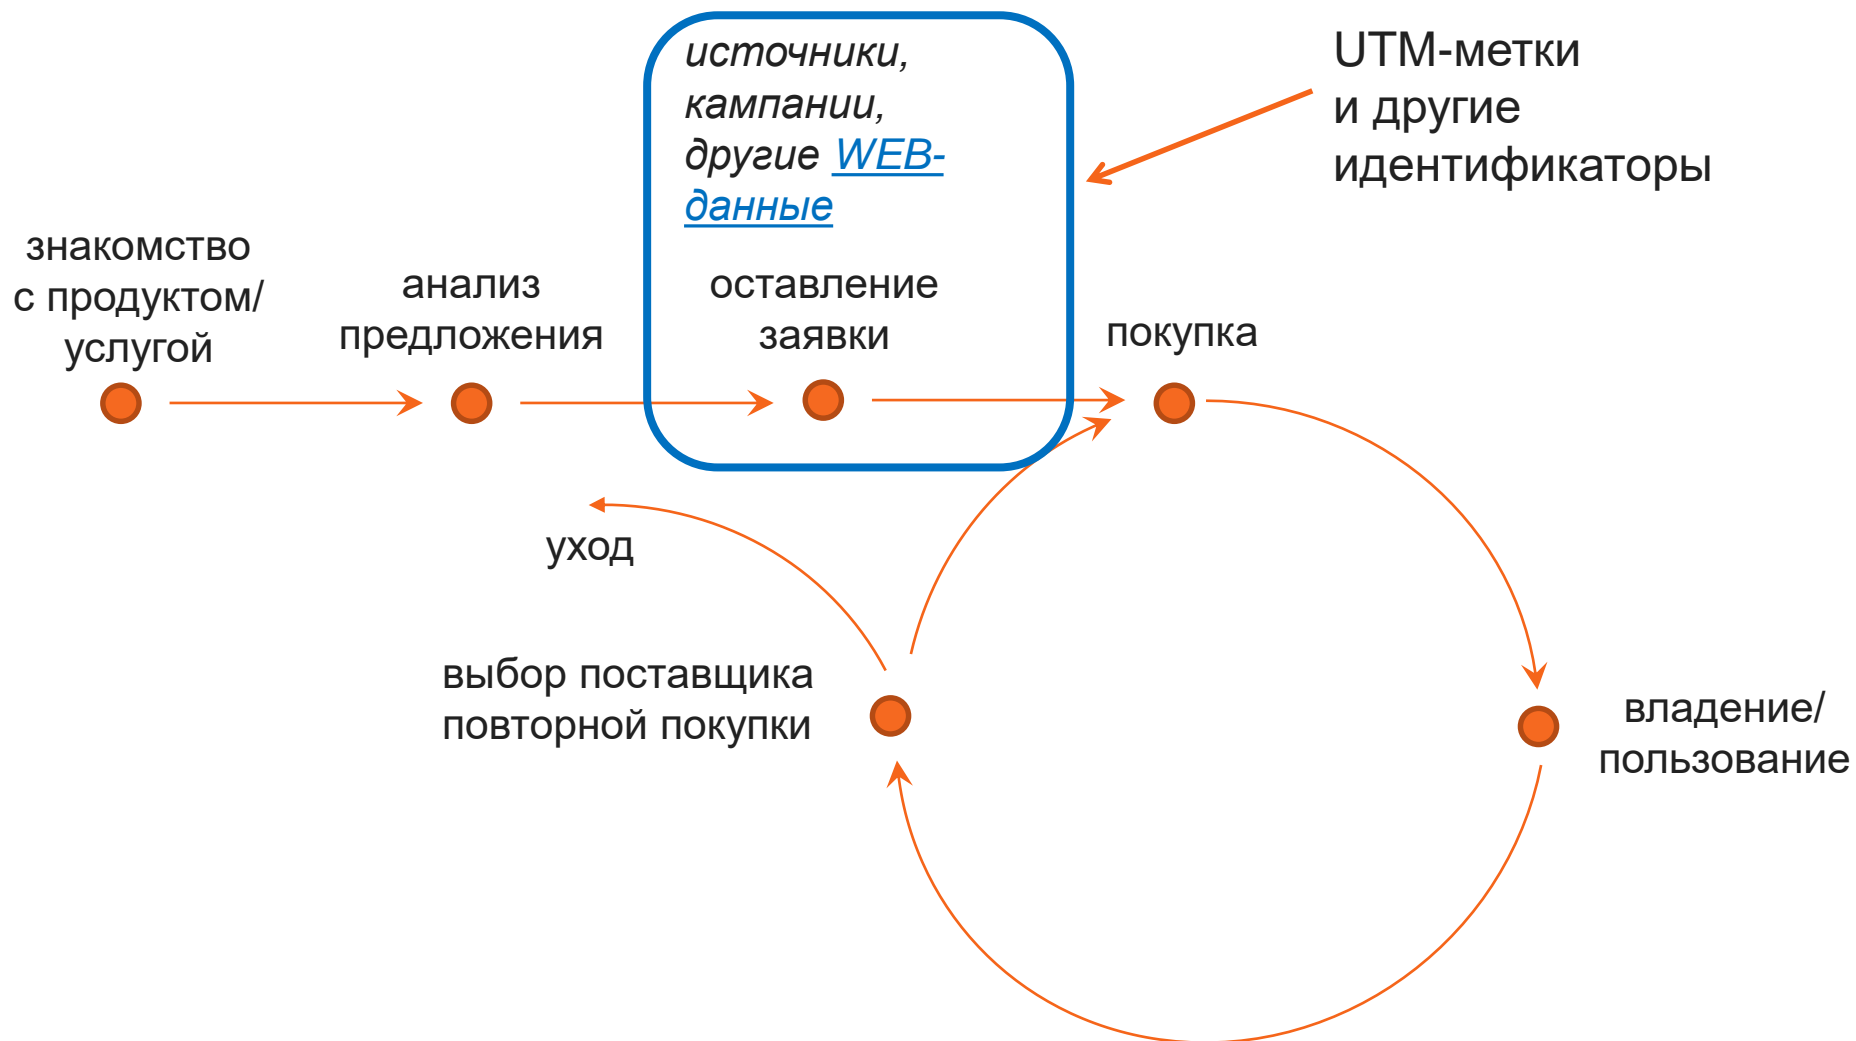 источники,
кампании,
другие WEB-
данные
UTM-метки
и другие
идентификаторы
знакомство
с продуктом/
услугой
анализ
предложения
оставление
заявки
покупка
уход
выбор поставщика
повторной покупки
владение/
пользование